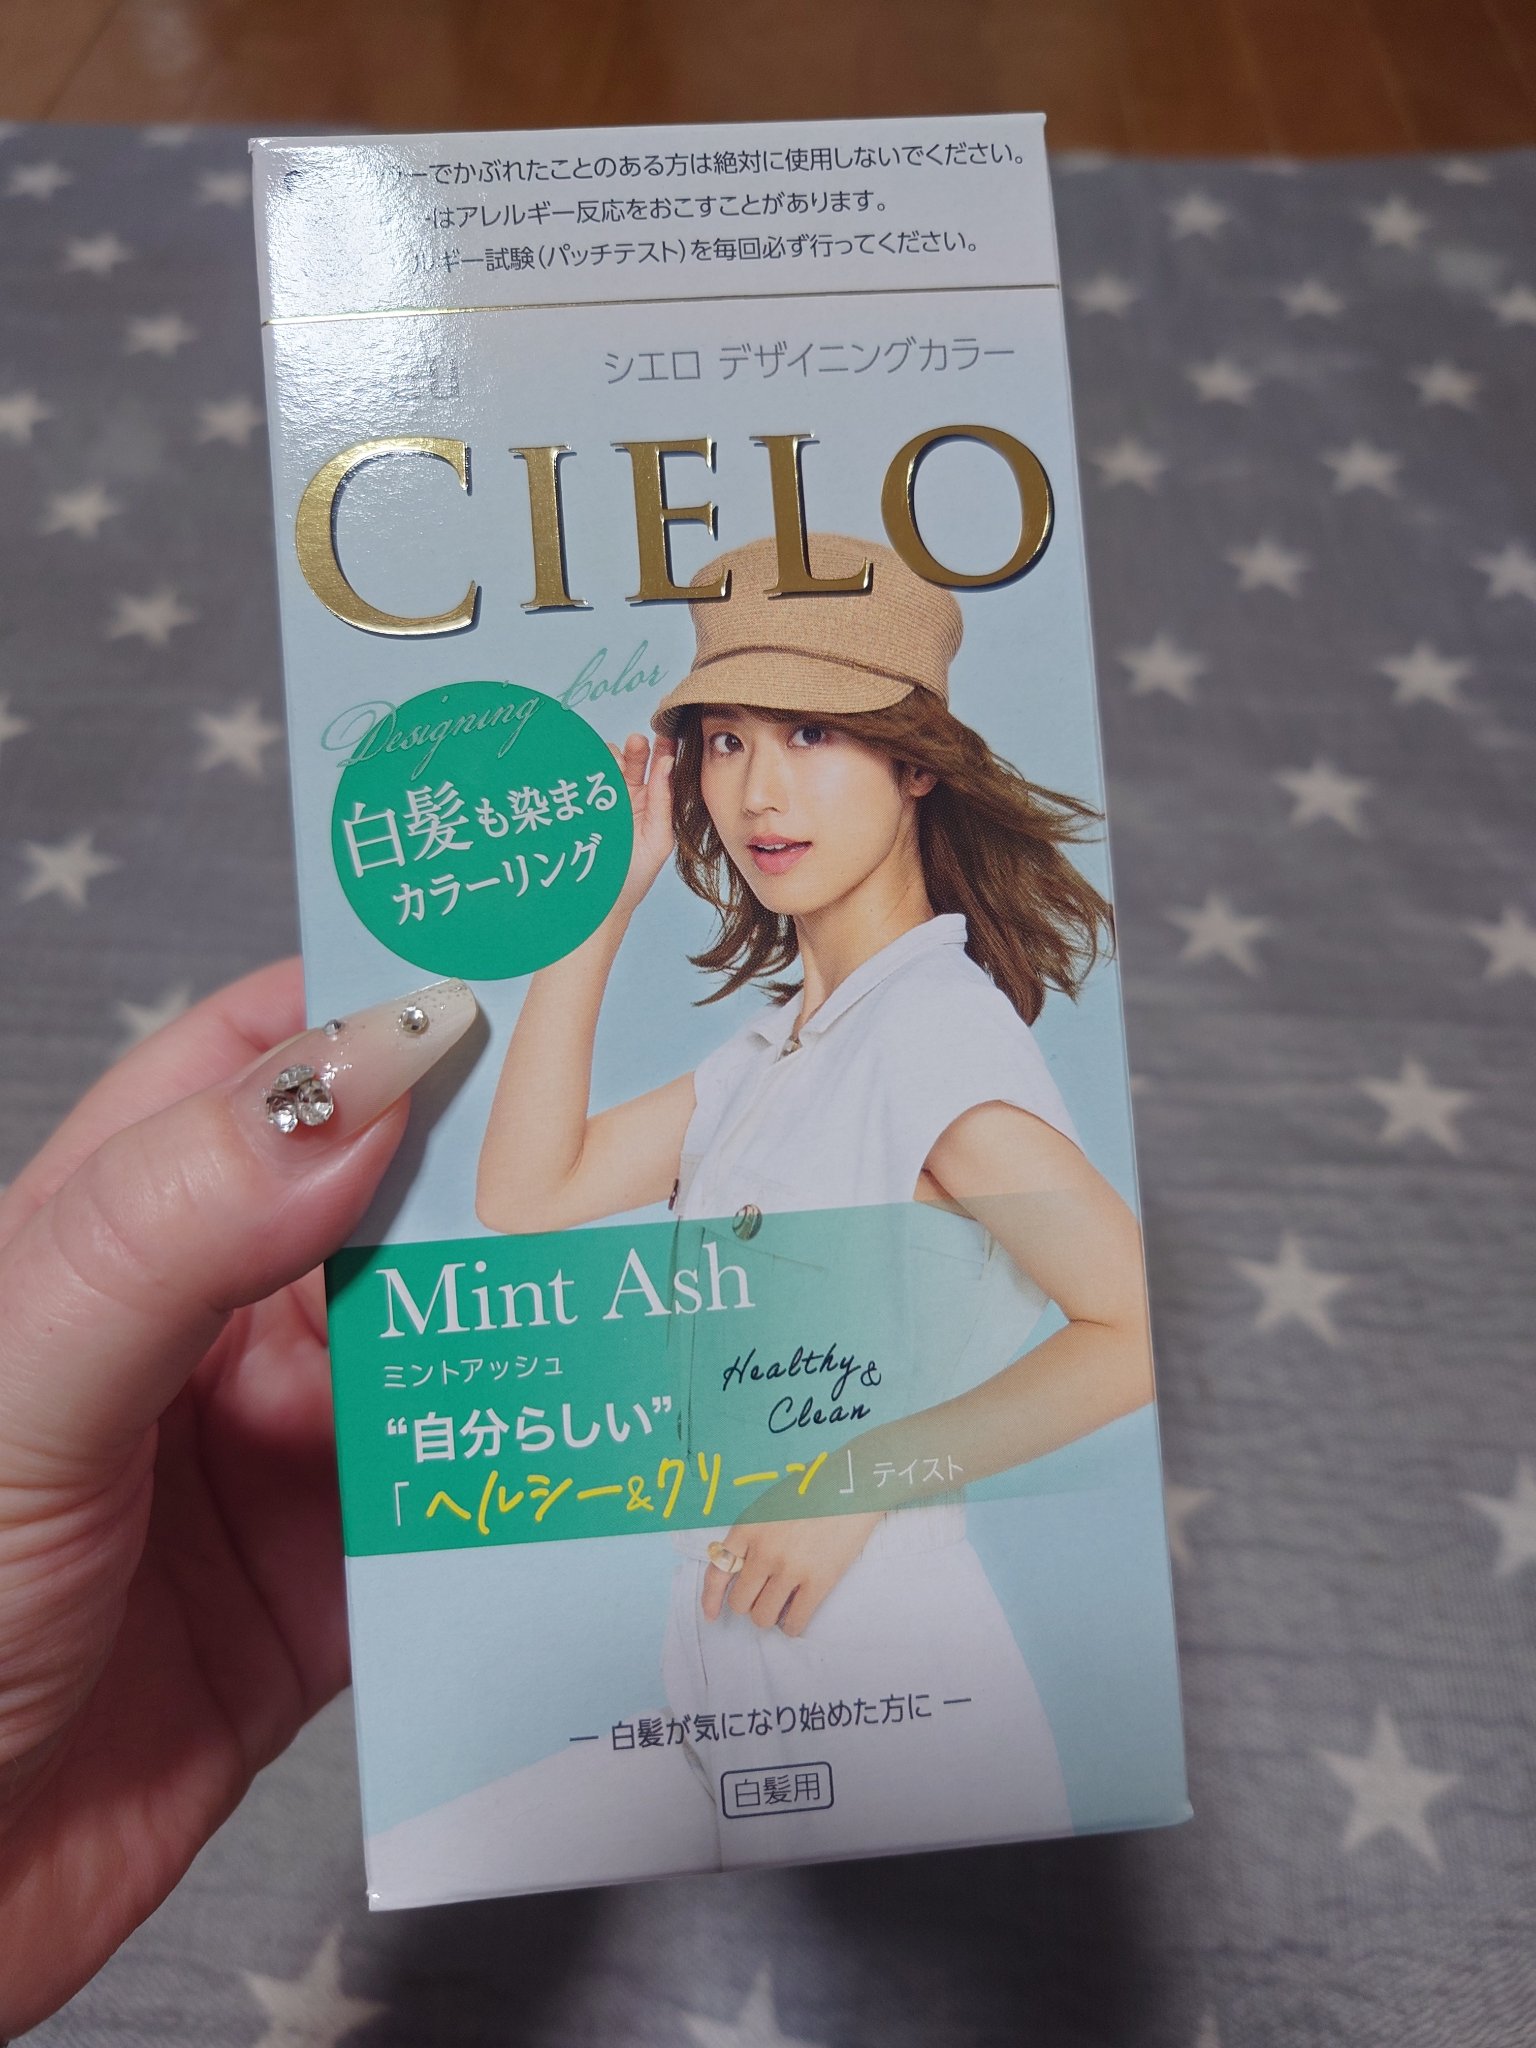 でかぶれたことのある方は絶対に使用しないでください。
はアレルギー反応をおこすことがあります。
ルギー試験(パッチテスト)を毎回必ず行ってください。
シエロ デザイニングカラー
CIELO
Designing Color
白髪も染まる
カラーリング
Mint Ash
ミントアッシュ
Healthy &
Clean
“自分らしい”
「ヘルシー&クリーン」テイスト
― 白髪が気になり始めた方に ―
白髪用